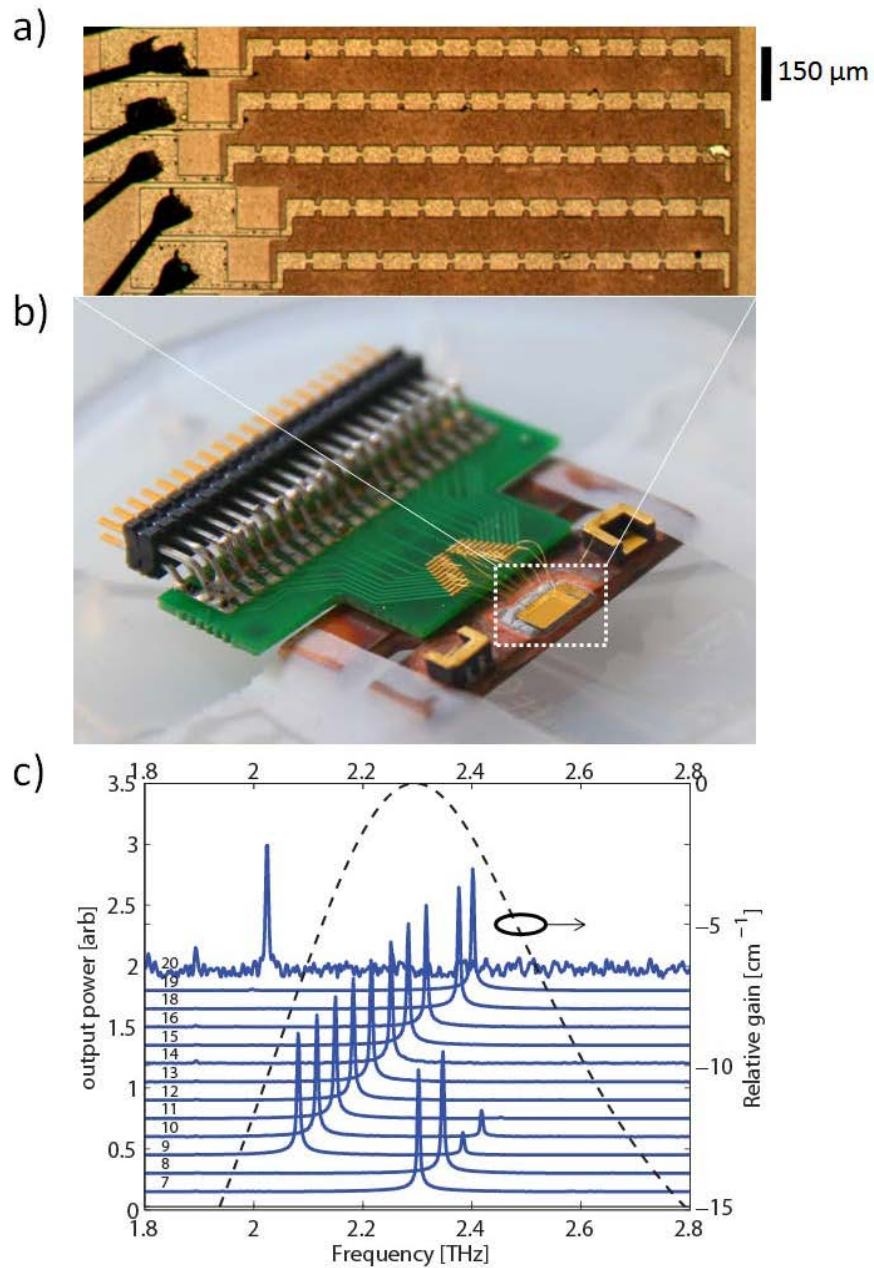 a)
150 μm
b)
c)
1.8 2 2.2 2.4 2.6 2.8
3.5
3
2.5
2
1.5
1
0.5
0
output power [arb]
20
19
18
16
15
14
13
12
11
10
9
8
7
0
−5
−10
−15
Relative gain [cm⁻¹]
1.8 2 2.2 2.4 2.6 2.8
Frequency [THz]